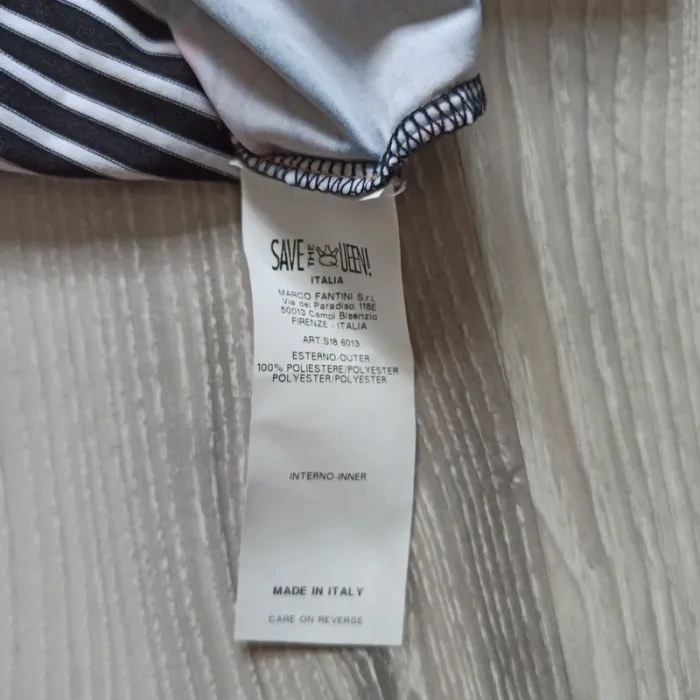 SAVE THE QUEEN!
ITALIA
MARCO FANTINI S.r.l.
Via del Paradiso 116E
50013 Campi Bisenzio
FIRENZE - ITALIA
ART.S18 6013
ESTERNO-OUTER
100% POLIESTERE/POLYESTER
POLYESTER/POLYESTER
INTERNO-INNER
MADE IN ITALY
CARE ON REVERSE